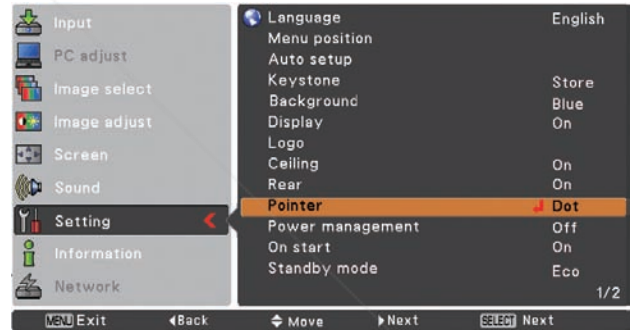 Input
PC adjust
Image select
Image adjust
Screen
Sound
Setting
Information
Network
Language English
Menu position
Auto setup
Keystone Store
Background Blue
Display On
Logo
Ceiling On
Rear On
Pointer Dot
Power management Off
On start On
Standby mode Eco
1/2
MENU Exit Back Move Next SELECT Next